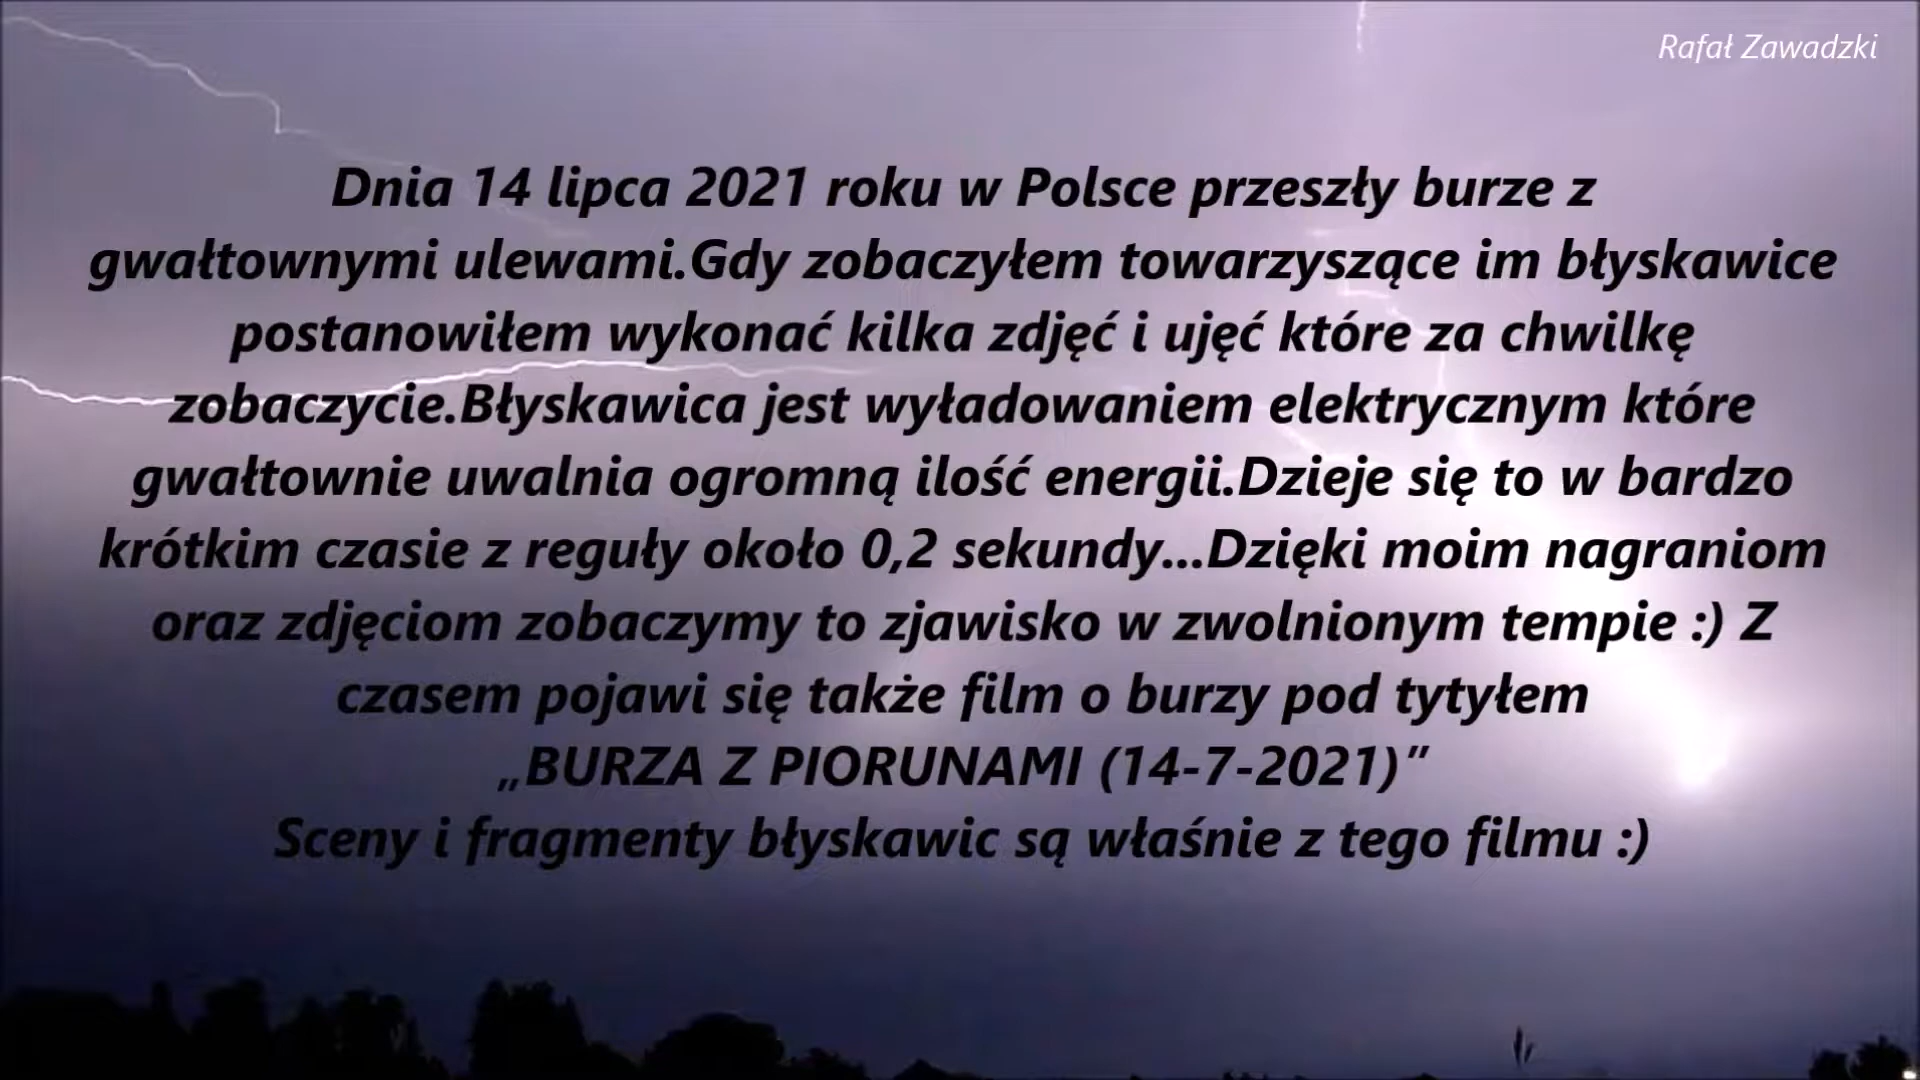 Rafał Zawadzki
Dnia 14 lipca 2021 roku w Polsce przeszły burze z
gwałtownymi ulewami.Gdy zobaczyłem towarzyszące im błyskawice
postanowiłem wykonać kilka zdjęć i ujęć które za chwilkę
zobaczycie.Błyskawica jest wyładowaniem elektrycznym które
gwałtownie uwalnia ogromną ilość energii.Dzieje się to w bardzo
krótkim czasie z reguły około 0,2 sekundy...Dzięki moim nagraniom
oraz zdjęciom zobaczymy to zjawisko w zwolnionym tempie :) Z
czasem pojawi się także film o burzy pod tytyłem
„BURZA Z PIORUNAMI (14-7-2021)”
Sceny i fragmenty błyskawic są właśnie z tego filmu :)